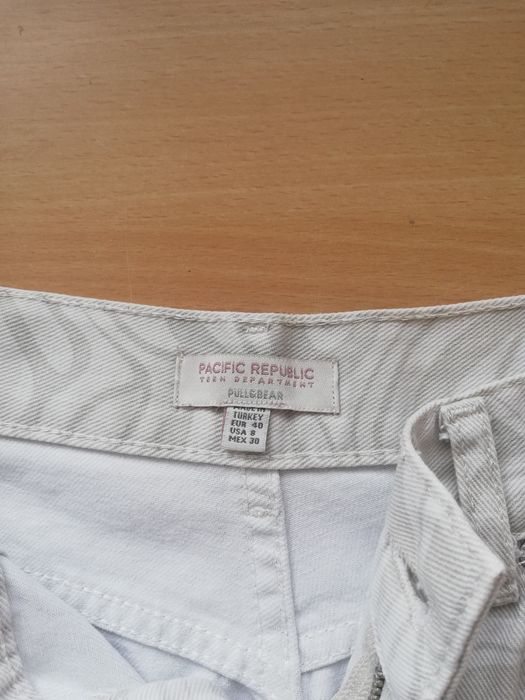 PACIFIC REPUBLIC
TEEN DEPARTMENT
PULL&BEAR
MADE IN
TURKEY
EUR 40
USA 8
MEX 30